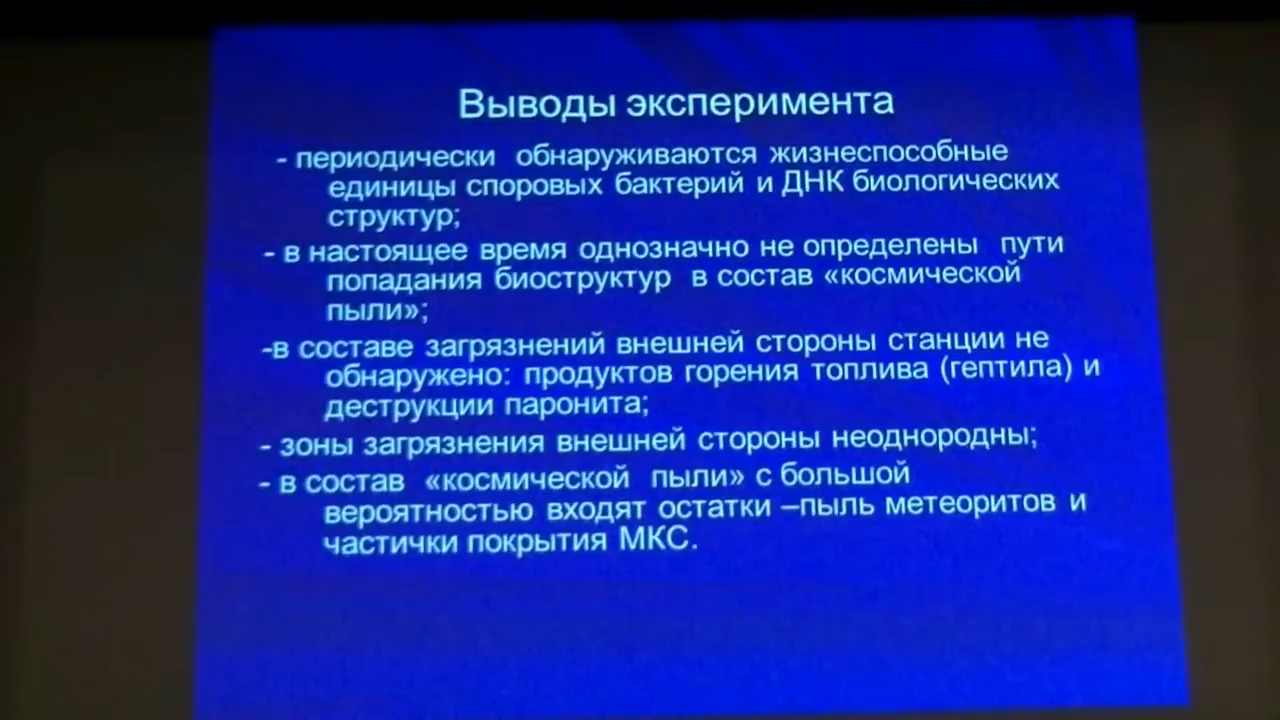 Выводы эксперимента
- периодически обнаруживаются жизнеспособные
единицы споровых бактерий и ДНК биологических
структур;
- в настоящее время однозначно не определены пути
попадания биоструктур в состав «космической
пыли»;
-в составе загрязнений внешней стороны станции не
обнаружено: продуктов горения топлива (гептила) и
деструкции паронита;
- зоны загрязнения внешней стороны неоднородны;
- в состав «космической пыли» с большой
вероятностью входят остатки –пыль метеоритов и
частички покрытия МКС.